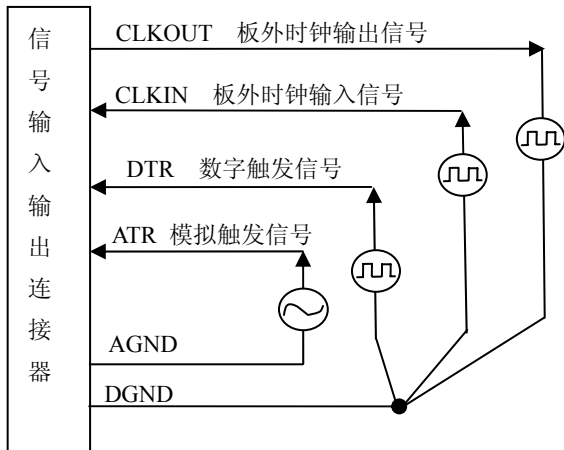 信号输入输出连接器
CLKOUT 板外时钟输出信号
CLKIN 板外时钟输入信号
DTR 数字触发信号
ATR 模拟触发信号
AGND
DGND